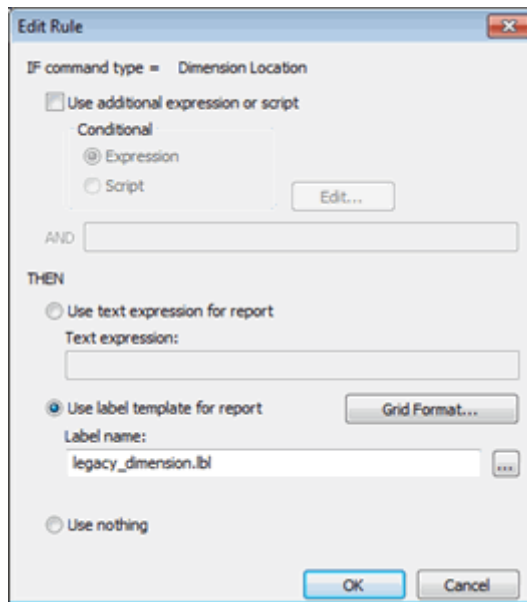 Edit Rule
IF command type = Dimension Location
Use additional expression or script
Conditional
Expression
Script
Edit...
AND
THEN
Use text expression for report
Text expression:
Use label template for report
Grid Format...
Label name:
legacy_dimension.lbl
...
Use nothing
OK
Cancel